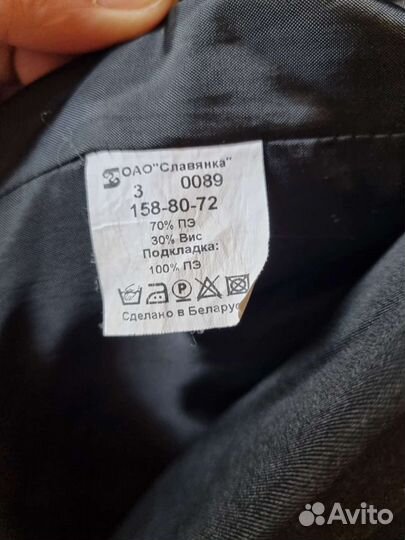 ОАО"Славянка"
3 0089
158-80-72
70% ПЭ
30% Вис
Подкладка:
100% ПЭ
P
Сделано в Беларус
Avito